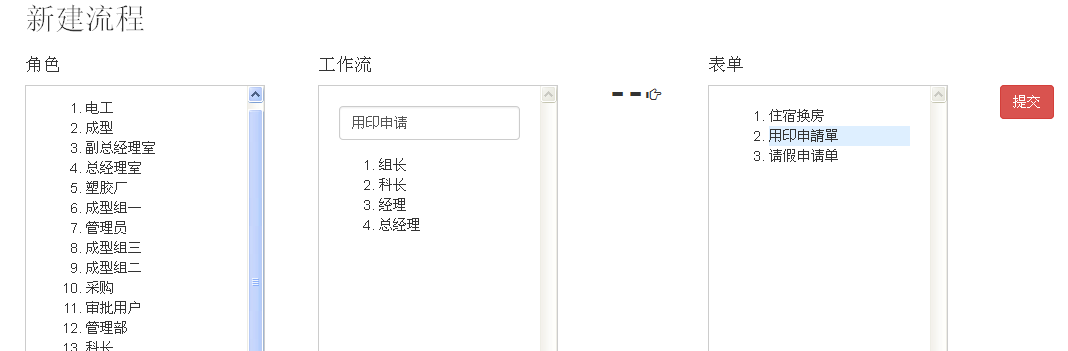 新建流程
角色
1. 电工
2. 成型
3. 副总经理室
4. 总经理室
5. 塑胶厂
6. 成型组一
7. 管理员
8. 成型组三
9. 成型组二
10. 采购
11. 审批用户
12. 管理部
13. 科长
工作流
用印申请
1. 组长
2. 科长
3. 经理
4. 总经理
表单
1. 住宿换房
2. 用印申請單
3. 请假申请单
提交